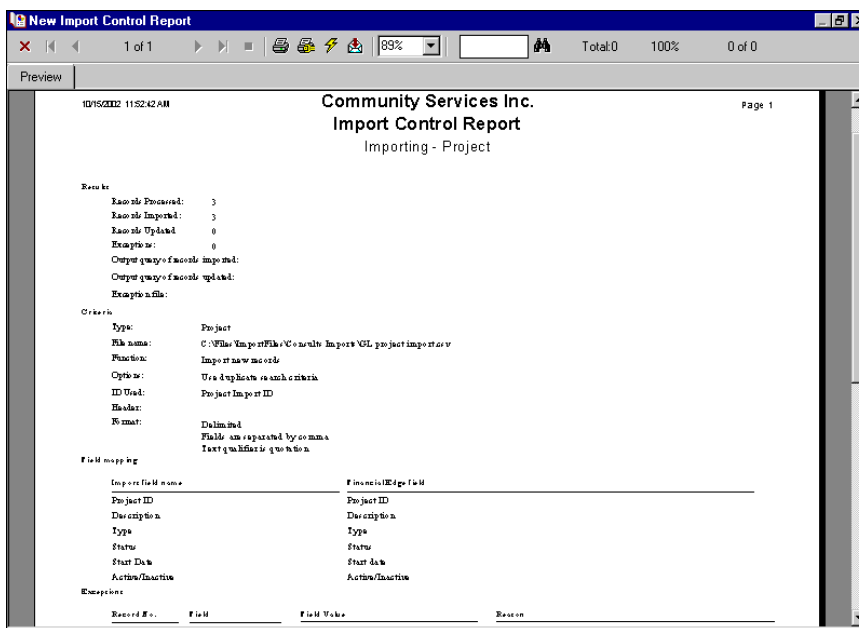 New Import Control Report
1 of 1 89% Total:0 100% 0 of 0
Preview
10/15/2002 11:52:42 AM Community Services Inc. Page 1
Import Control Report
Importing - Project
Results
Records Processed: 3
Records Imported: 3
Records Updated 0
Exceptions: 0
Output query of records imported:
Output query of records updated:
Exception file:
Criteria
Type: Project
File name: C:\Files\ImportFiles\Consults Imports\GL project import.csv
Function: Import new records
Options: Use duplicate search criteria
ID Used: Project Import ID
Header:
Format: Delimited
Fields are separated by comma
Text qualifier is quotation
Field mapping
Import field name Financial Edge field
Project ID Project ID
Description Description
Type Type
Status Status
Start Date Start date
Active/Inactive Active/Inactive
Exceptions
Record No. Field Field Value Reason